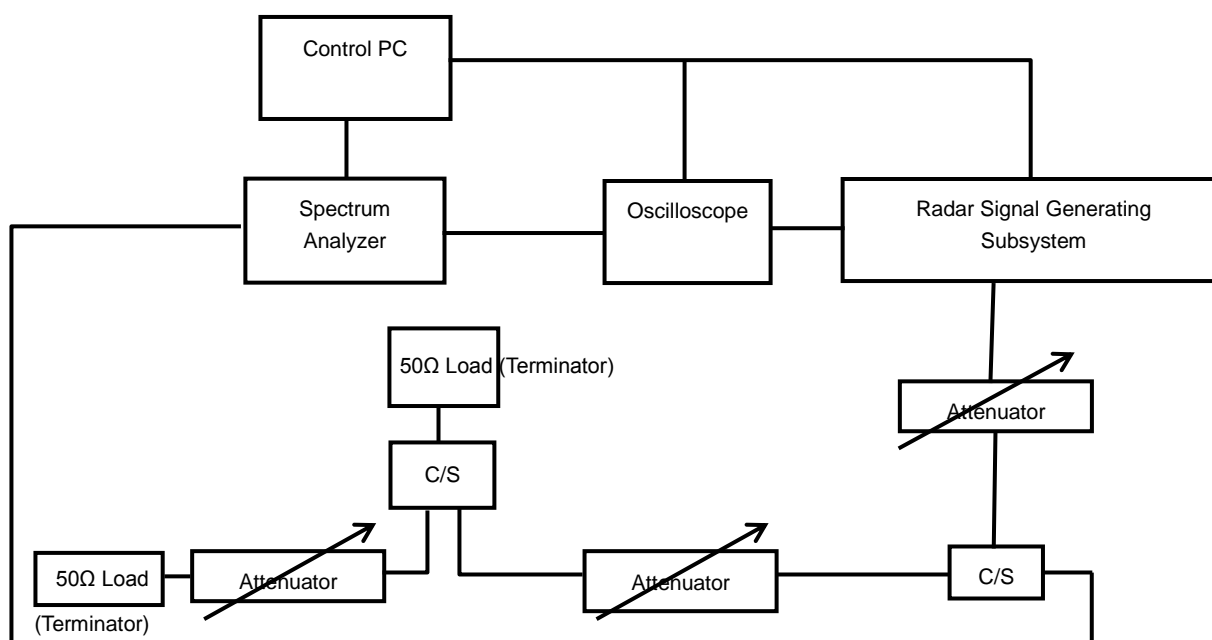 Control PC
Spectrum
Analyzer
Oscilloscope
Radar Signal Generating
Subsystem
50Ω Load (Terminator)
Attenuator
C/S
50Ω Load
(Terminator)
Attenuator
Attenuator
C/S